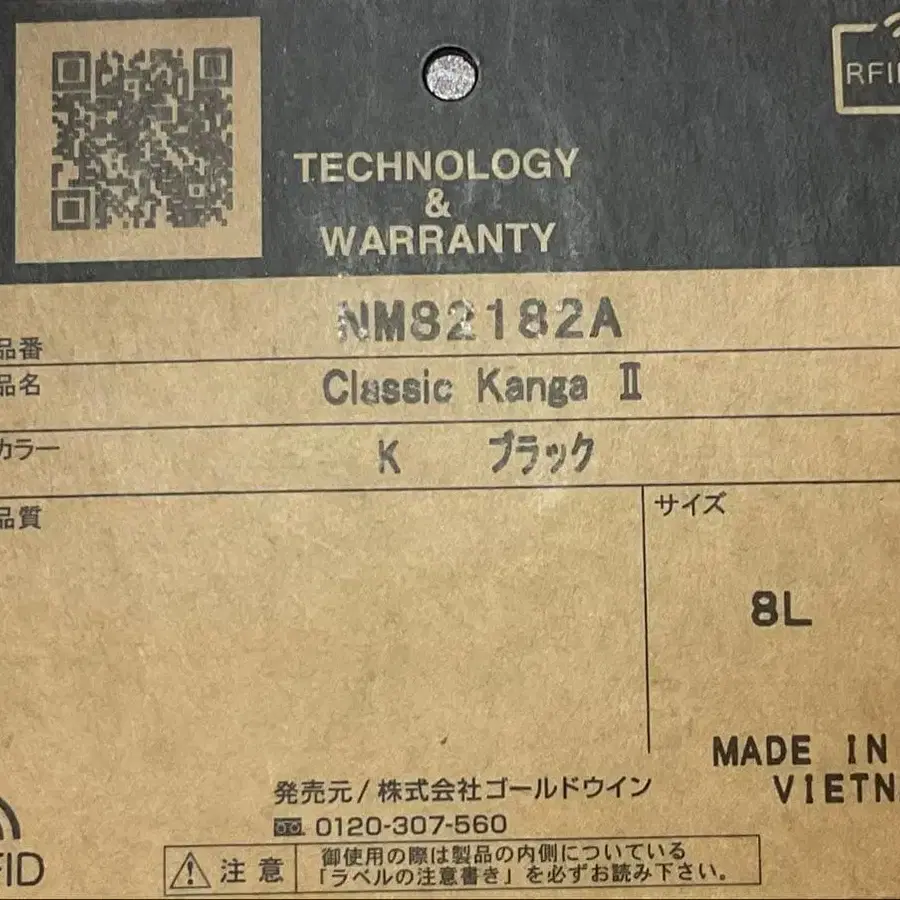 RFID
TECHNOLOGY
&
WARRANTY
品番 NM82182A
品名 Classic Kanga Ⅱ
カラー K ブラック
品質
サイズ
8L
MADE IN
VIETN
発売元/株式会社ゴールドウイン
0120-307-560
FID
注意
御使用の際は製品の内側についている
「ラベルの注意書き」を必ずお読み下さい。